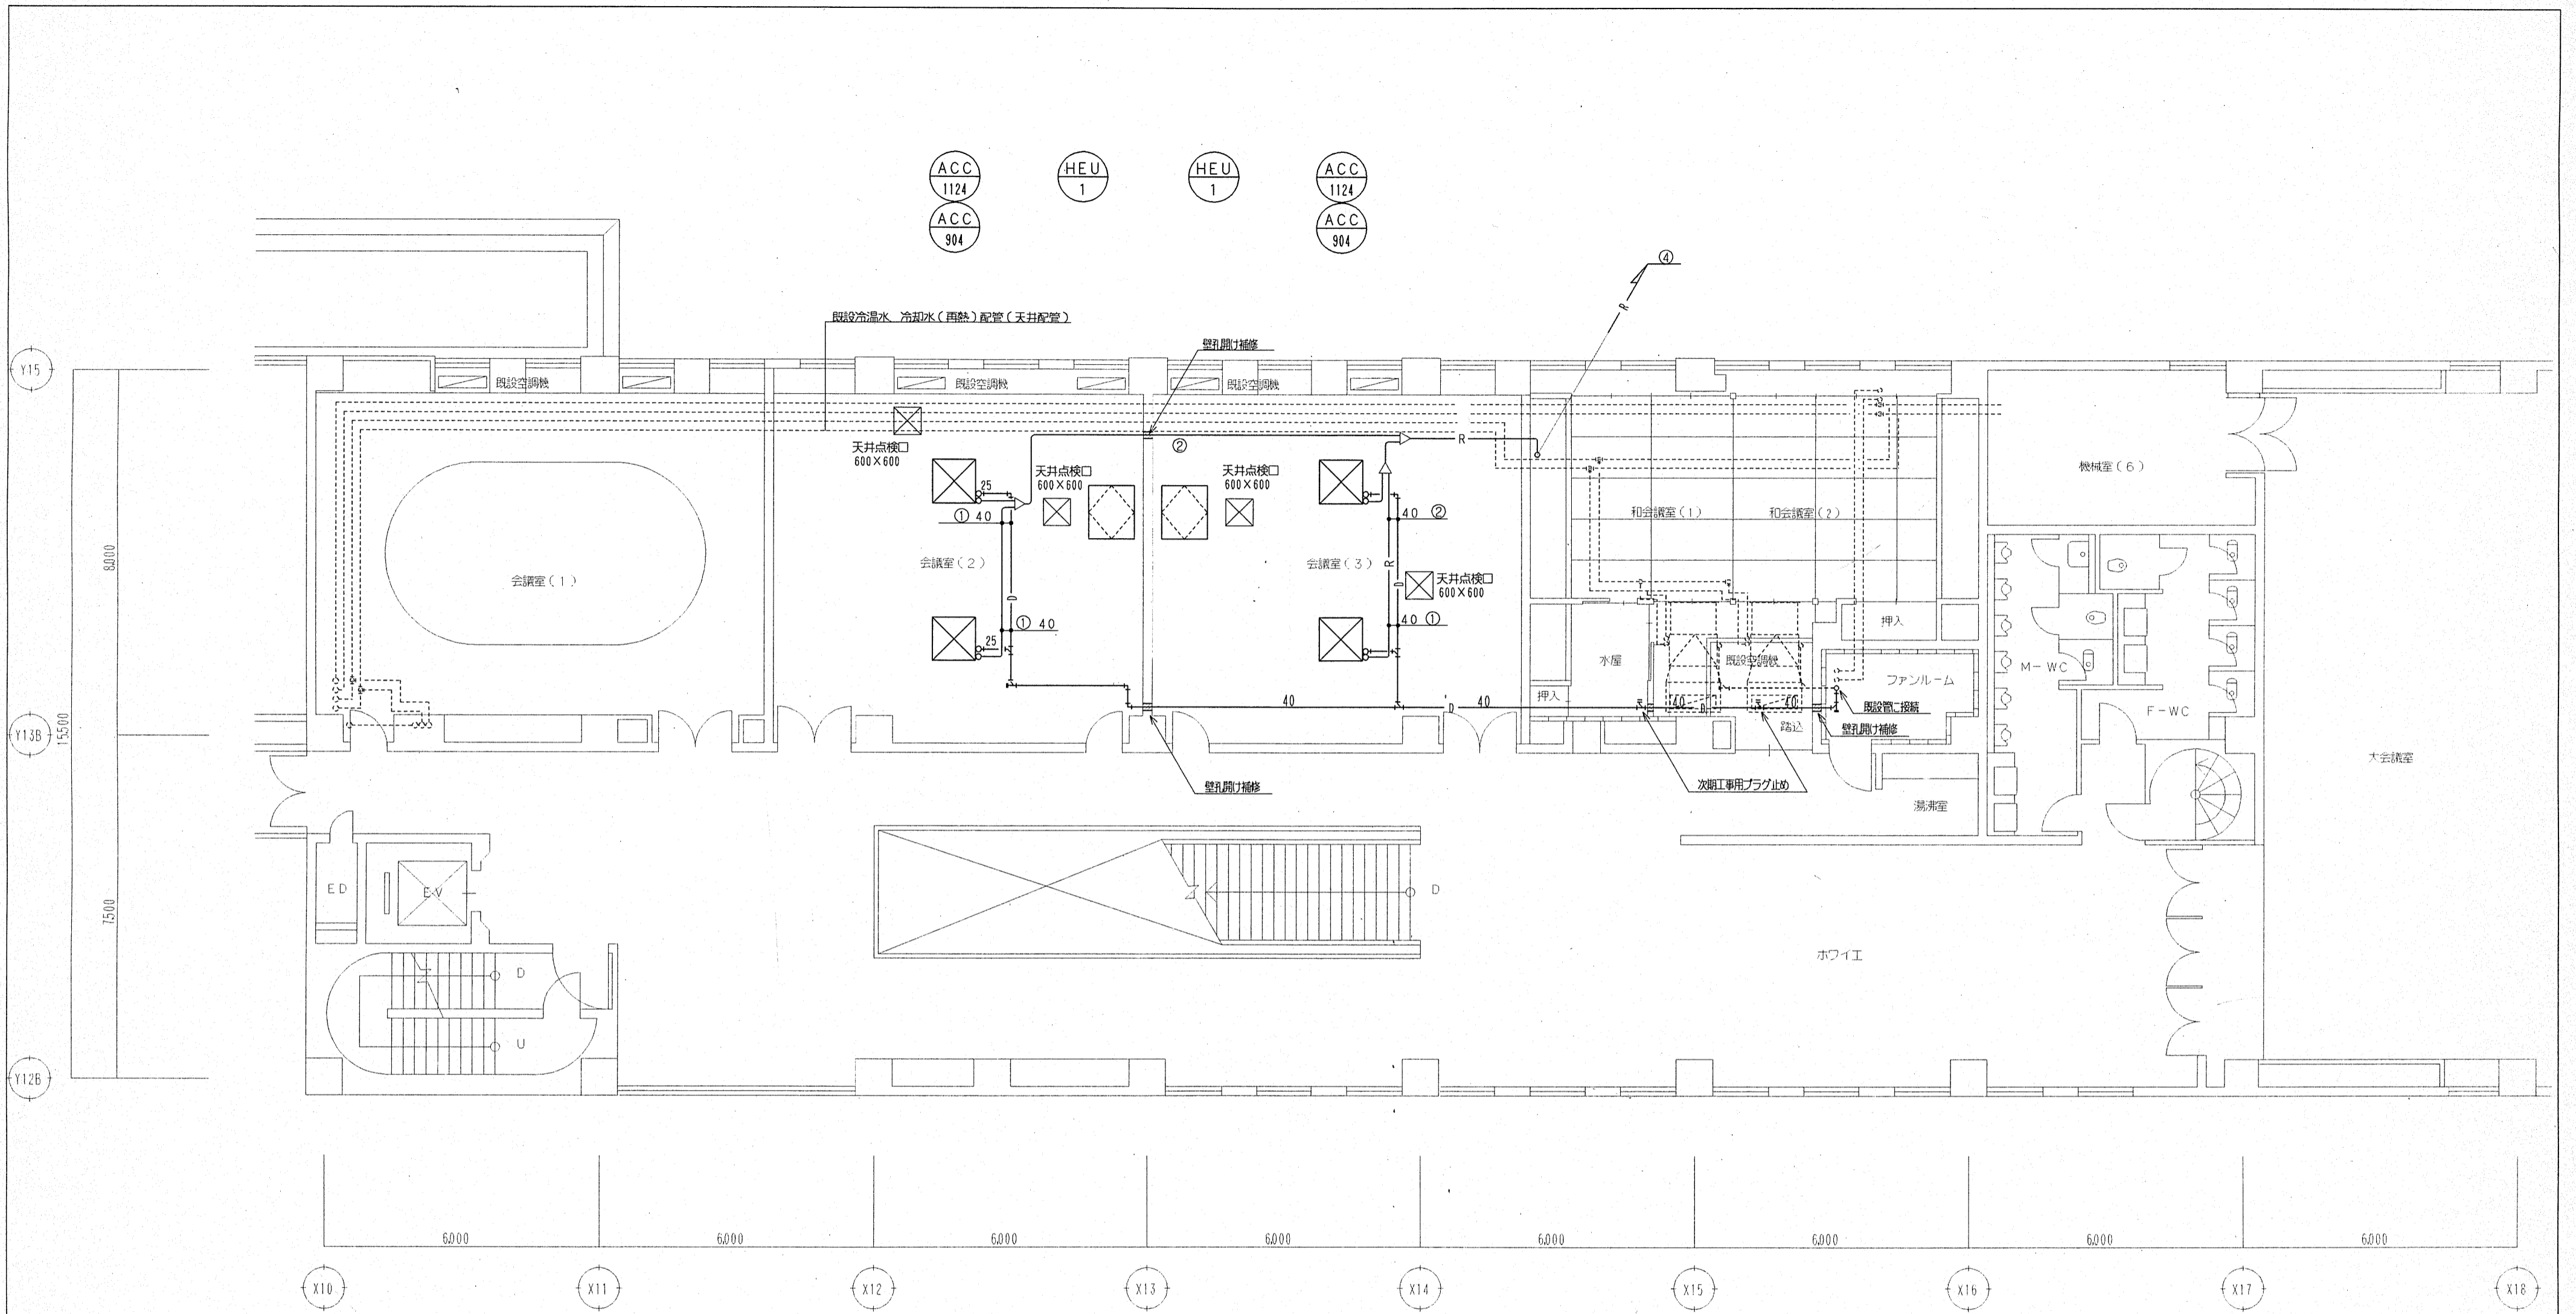 ACC
1124
ACC
904
HEU
1
HEU
1
ACC
1124
ACC
904
④
R
既設冷温水、冷却水(再熱)配管(天井配管)
壁孔開け補修
Y15
既設空調機
既設空調機
既設空調機
天井点検口
600×600
②
R
天井点検口
600×600
天井点検口
600×600
機械室(6)
25
① 40
40 ②
和会議室(1)
和会議室(2)
8,000
会議室(1)
会議室(2)
会議室(3)
R
D
D
天井点検口
600×600
① 40
40 ①
25
押入
水屋
既設空調機
M-WC
ファンルーム
押入
40
D
40
40
D
40
既設管に接続
F-WC
Y13B
15,500
踏込
壁孔開け補修
大会議室
壁孔開け補修
次期工事用プラグ止め
湯沸室
ED
EV
D
7,500
ホワイエ
D
U
Y12B
6,000
6,000
6,000
6,000
6,000
6,000
6,000
6,000
X10
X11
X12
X13
X14
X15
X16
X17
X18